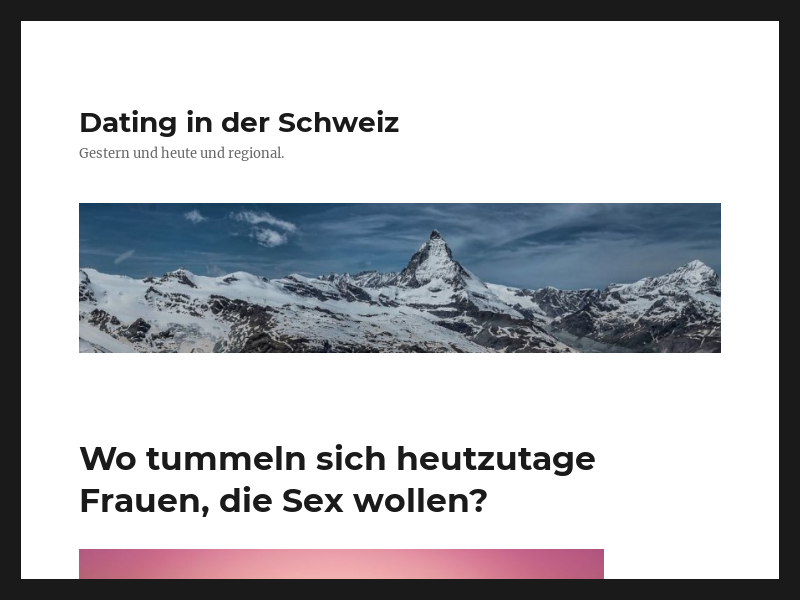 Dating in der Schweiz
Gestern und heute und regional.
Wo tummeln sich heutzutage
Frauen, die Sex wollen?